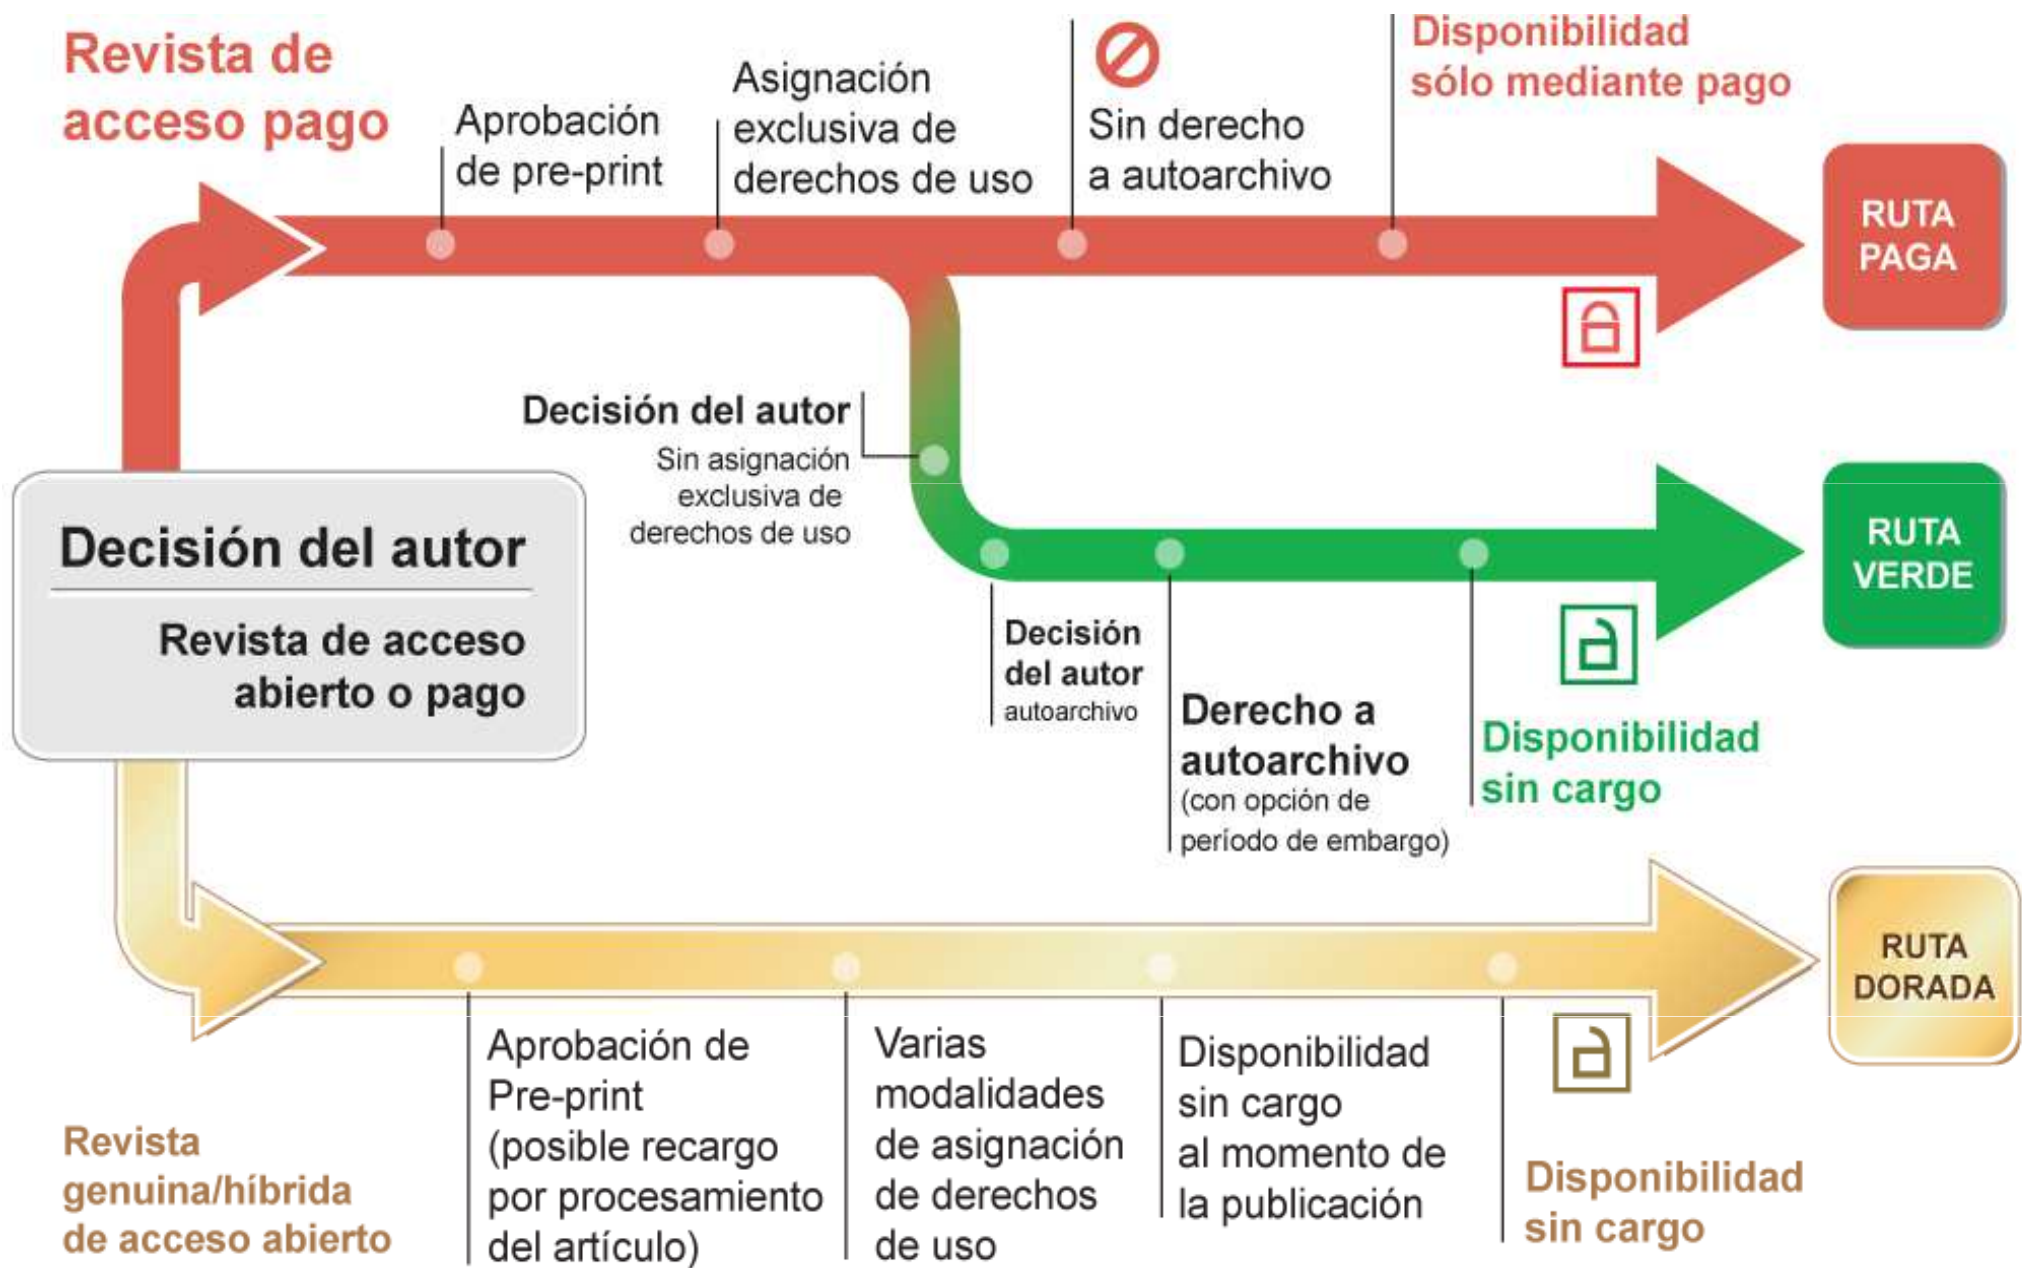 Revista de
acceso pago
Aprobación
de pre-print
Asignación
exclusiva de
derechos de uso
Sin derecho
a autoarchivo
Disponibilidad
sólo mediante pago
RUTA
PAGA
Decisión del autor
Sin asignación
exclusiva de
derechos de uso
Decisión del autor
Revista de acceso
abierto o pago
Decisión
del autor
autoarchivo
Derecho a
autoarchivo
(con opción de
período de embargo)
Disponibilidad
sin cargo
RUTA
VERDE
Revista
genuina/híbrida
de acceso abierto
Aprobación de
Pre-print
(posible recargo
por procesamiento
del artículo)
Varias
modalidades
de asignación
de derechos
de uso
Disponibilidad
sin cargo
al momento de
la publicación
Disponibilidad
sin cargo
RUTA
DORADA